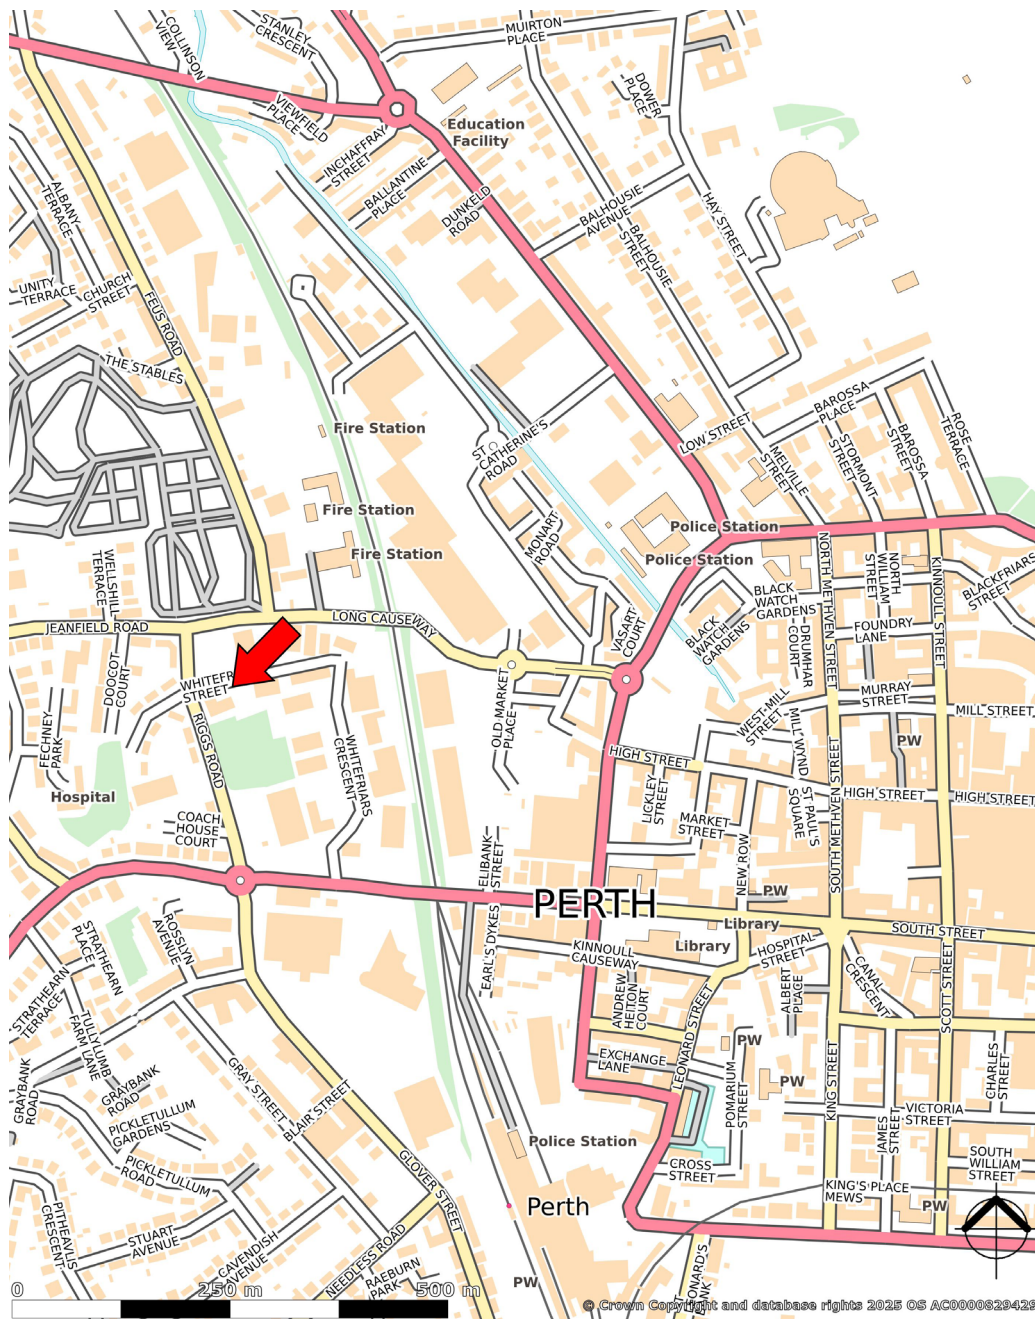 COLLINSON
VIEW
STANLEY
CRESCENT
MUIRTON
PLACE
VIEWFIELD
PLACE
DOWER
PLACE
Education
Facility
INCHAFFRAY
STREET
BALLANTINE
PLACE
DUNKELD
ROAD
BALHOUSIE
AVENUE
HAY STREET
BALHOUSIE
STREET
ALBANY
TERRACE
UNITY
TERRACE
CHURCH
STREET
FEUS ROAD
THE STABLES
Fire Station
ST
CATHERINE'S
ROAD
LOW STREET
BAROSSA
PLACE
ROSE
TERRACE
MELVILLE
STREET
STORMONT
STREET
BAROSSA
STREET
Fire Station
Fire Station
MONART
ROAD
Police Station
Police Station
NORTH METHVEN STREET
NORTH
WILLIAM
STREET
KINNOULL STREET
BLACKFRIARS
STREET
WELLSHILL
TERRACE
JEANFIELD ROAD
LONG CAUSEWAY
VASART
COURT
BLACK
WATCH
GARDENS
BLACK
WATCH
GARDENS
DRUMHAR
COURT
FOUNDRY
LANE
WHITEFR
STREET
DOOCOT
COURT
FECHNEY
PARK
RIGGS ROAD
OLD MARKET
PLACE
WEST MILL
STREET
MURRAY
STREET
MILL STREET
PW
MILL WYND
ST PAUL'S
SQUARE
HIGH STREET
HIGH STREET
HIGH STREET
WHITEFRIARS
CRESCENT
LICKLEY
STREET
MARKET
STREET
Hospital
COACH
HOUSE
COURT
SOUTH METHVEN STREET
NEW ROW
ELIBANK
STREET
EARL'S DYKES
PERTH
PW
Library
Library
SOUTH STREET
KINNOULL
CAUSEWAY
HOSPITAL
STREET
STRATHEARN
PLACE
ROSSLYN
AVENUE
STRATHEARN
TERRACE
ANDREW
HEITON
COURT
ALBERT
PLACE
CANAL
CRESCENT
SCOTT STREET
TULLYLUMB
FARM LANE
LEONARD STREET
EXCHANGE
LANE
PW
PW
POMARIUM
STREET
KING STREET
CHARLES
STREET
GRAYBANK
ROAD
GRAYBANK
ROAD
GRAY STREET
BLAIR STREET
PICKLETULLUM
GARDENS
PICKLETULLUM
ROAD
VICTORIA
STREET
JAMES
STREET
Police Station
CROSS
STREET
SOUTH
WILLIAM
STREET
KING'S PLACE
MEWS
PW
GLOVER STREET
PITHEAVLIS
CRESCENT
STUART
AVENUE
CAVENDISH
AVENUE
NEEDLESS ROAD
RAEBURN
PARK
Perth
PW
0
250 m
500 m
© Crown Copyright and database rights 2025 OS AC0000829429